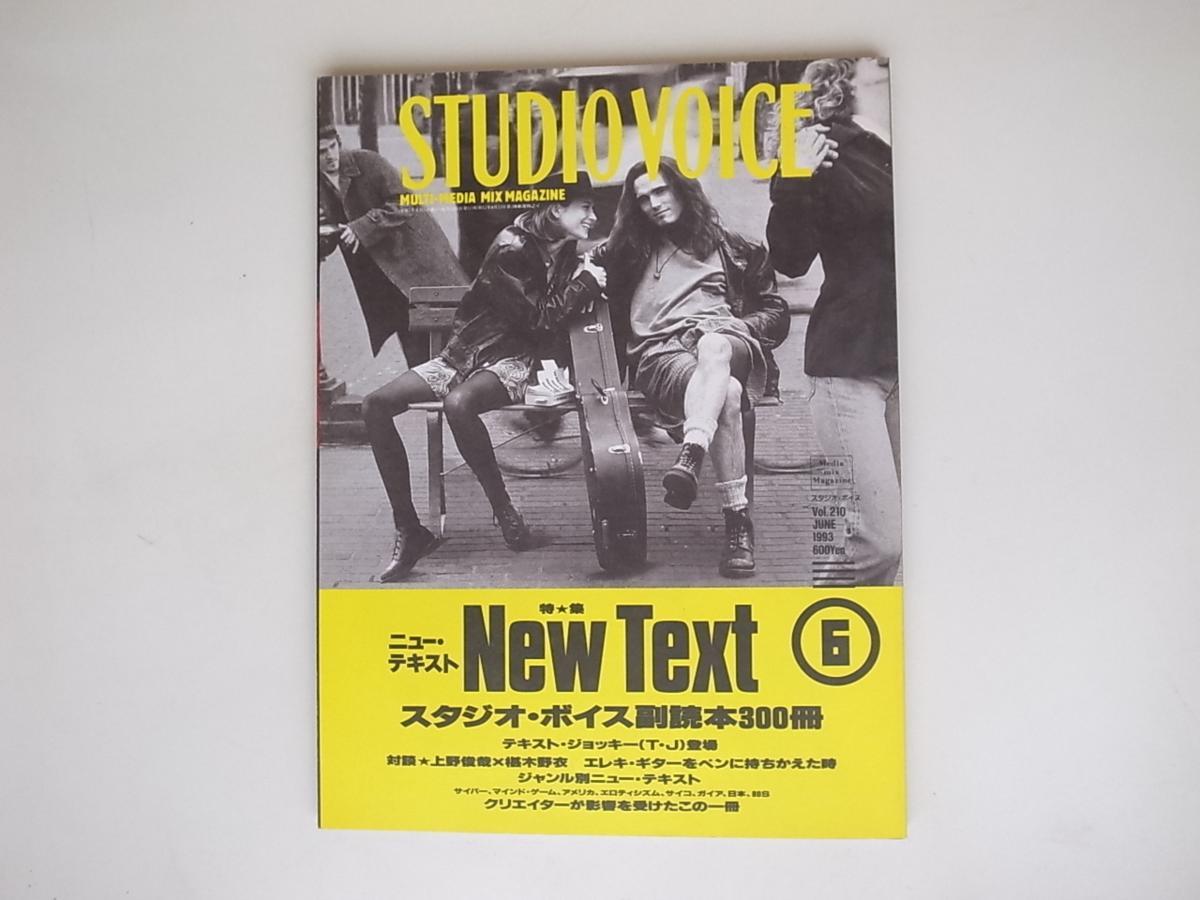 STUDIO VOICE
MULTI-MEDIA MIX MAGAZINE
Media
mix
Magazine
スタジオ・ボイス
Vol. 210
JUNE
1993
600Yen
特★集
ニュー・
テキスト
New Text
6
スタジオ・ボイス副読本300冊
テキスト・ジョッキー(T・J)登場
対談★上野俊哉×椹木野衣 エレキ・ギターをペンに持ちかえた時
ジャンル別ニュー・テキスト
サイバー、マインド・ゲーム、アメリカ、エロティシズム、サイコ、ガイア、日本、80S
クリエイターが影響を受けたこの一冊